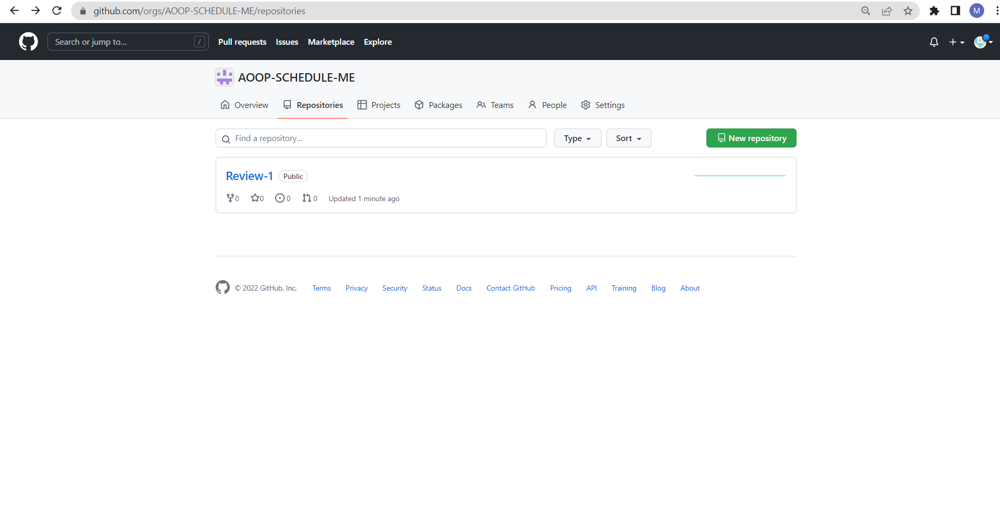 github.com/orgs/AOOP-SCHEDULE-ME/repositories
M
Search or jump to... / Pull requests Issues Marketplace Explore
AOOP-SCHEDULE-ME
Overview Repositories Projects Packages Teams People Settings
Find a repository... Type Sort New repository
Review-1 Public
0 0 0 0 Updated 1 minute ago
© 2022 GitHub, Inc. Terms Privacy Security Status Docs Contact GitHub Pricing API Training Blog About